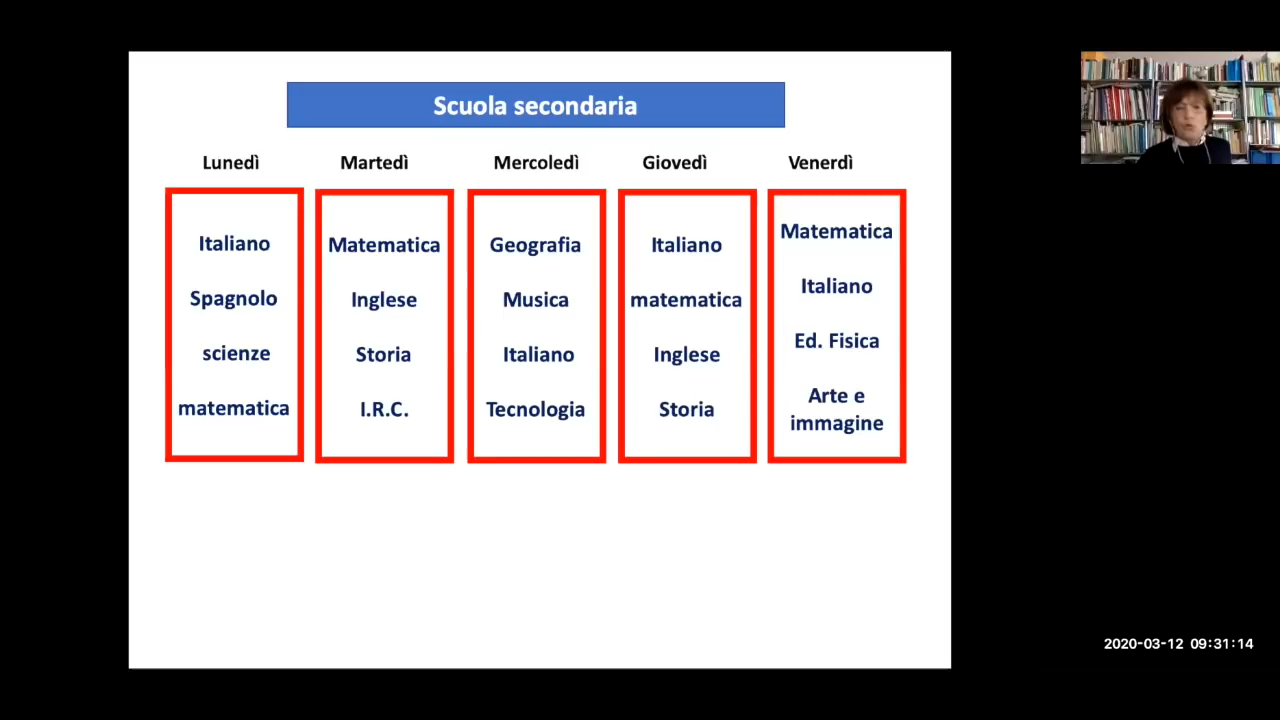 Scuola secondaria
Lunedì
Martedì
Mercoledì
Giovedì
Venerdì
Italiano
Spagnolo
scienze
matematica
Matematica
Inglese
Storia
I.R.C.
Geografia
Musica
Italiano
Tecnologia
Italiano
matematica
Inglese
Storia
Matematica
Italiano
Ed. Fisica
Arte e
immagine
2020-03-12 09:31:14